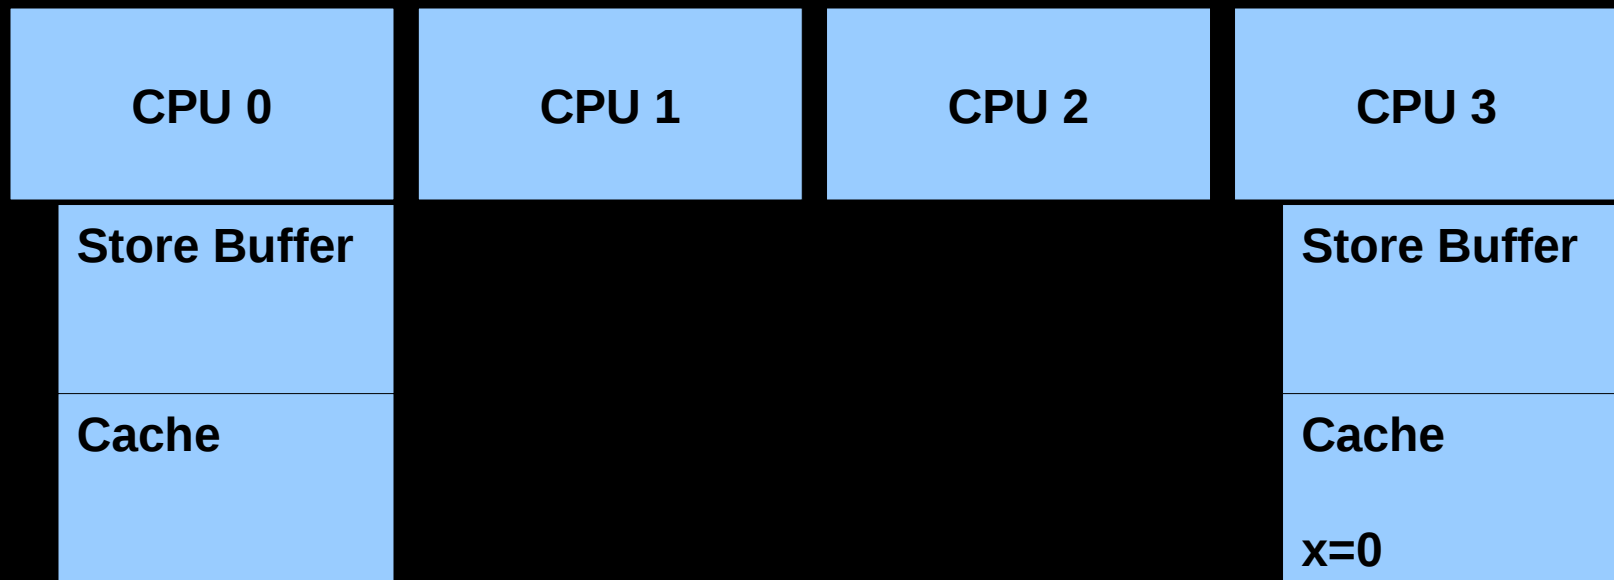 CPU 0
CPU 1
CPU 2
CPU 3
Store Buffer
Store Buffer
Cache
Cache
x=0